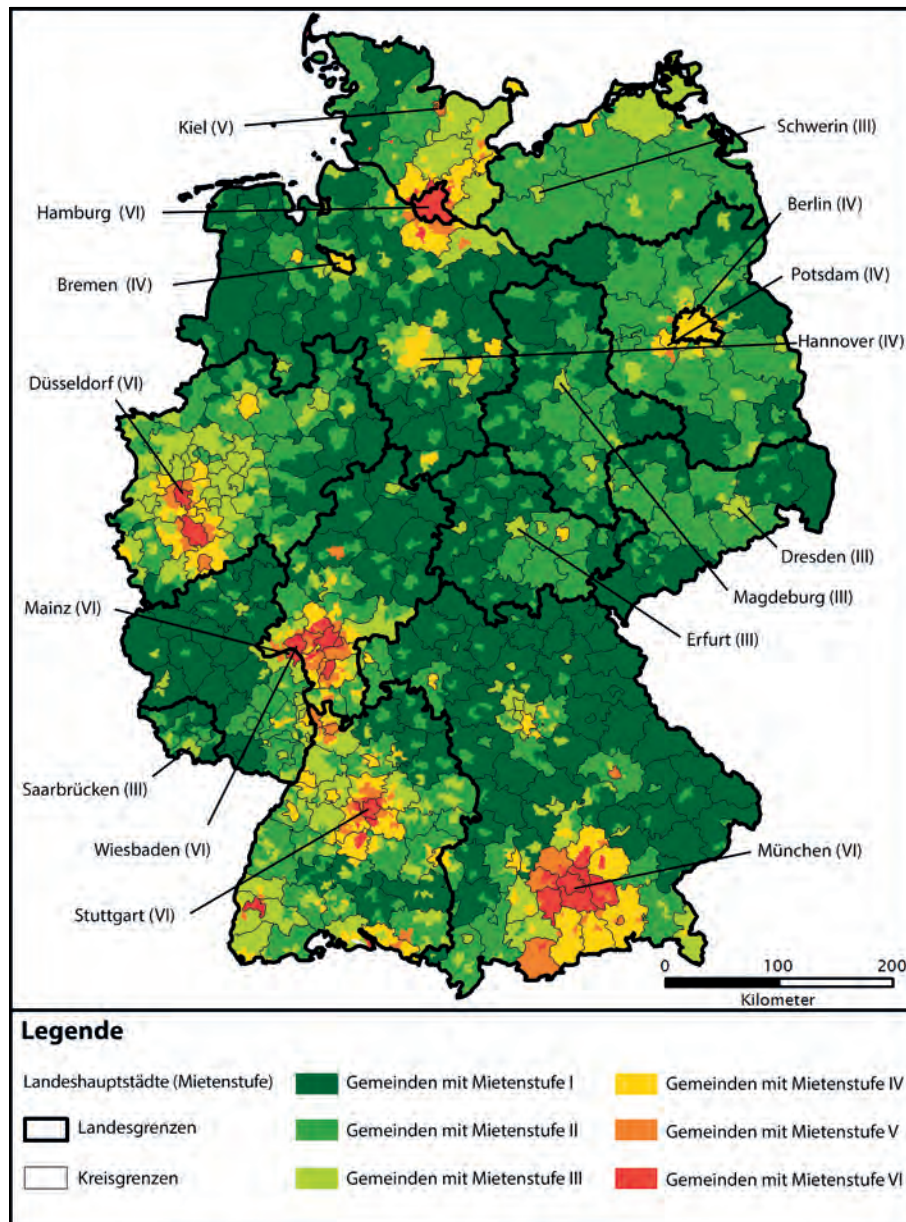 Kiel (V)
Schwerin (III)
Hamburg (VI)
Berlin (IV)
Bremen (IV)
Potsdam (IV)
Hannover (IV)
Düsseldorf (VI)
Dresden (III)
Mainz (VI)
Magdeburg (III)
Erfurt (III)
Saarbrücken (III)
Wiesbaden (VI)
München (VI)
Stuttgart (VI)
0 100 200
Kilometer
Legende
Landeshauptstädte (Mietenstufe)
Landesgrenzen
Kreisgrenzen
Gemeinden mit Mietenstufe I
Gemeinden mit Mietenstufe II
Gemeinden mit Mietenstufe III
Gemeinden mit Mietenstufe IV
Gemeinden mit Mietenstufe V
Gemeinden mit Mietenstufe VI